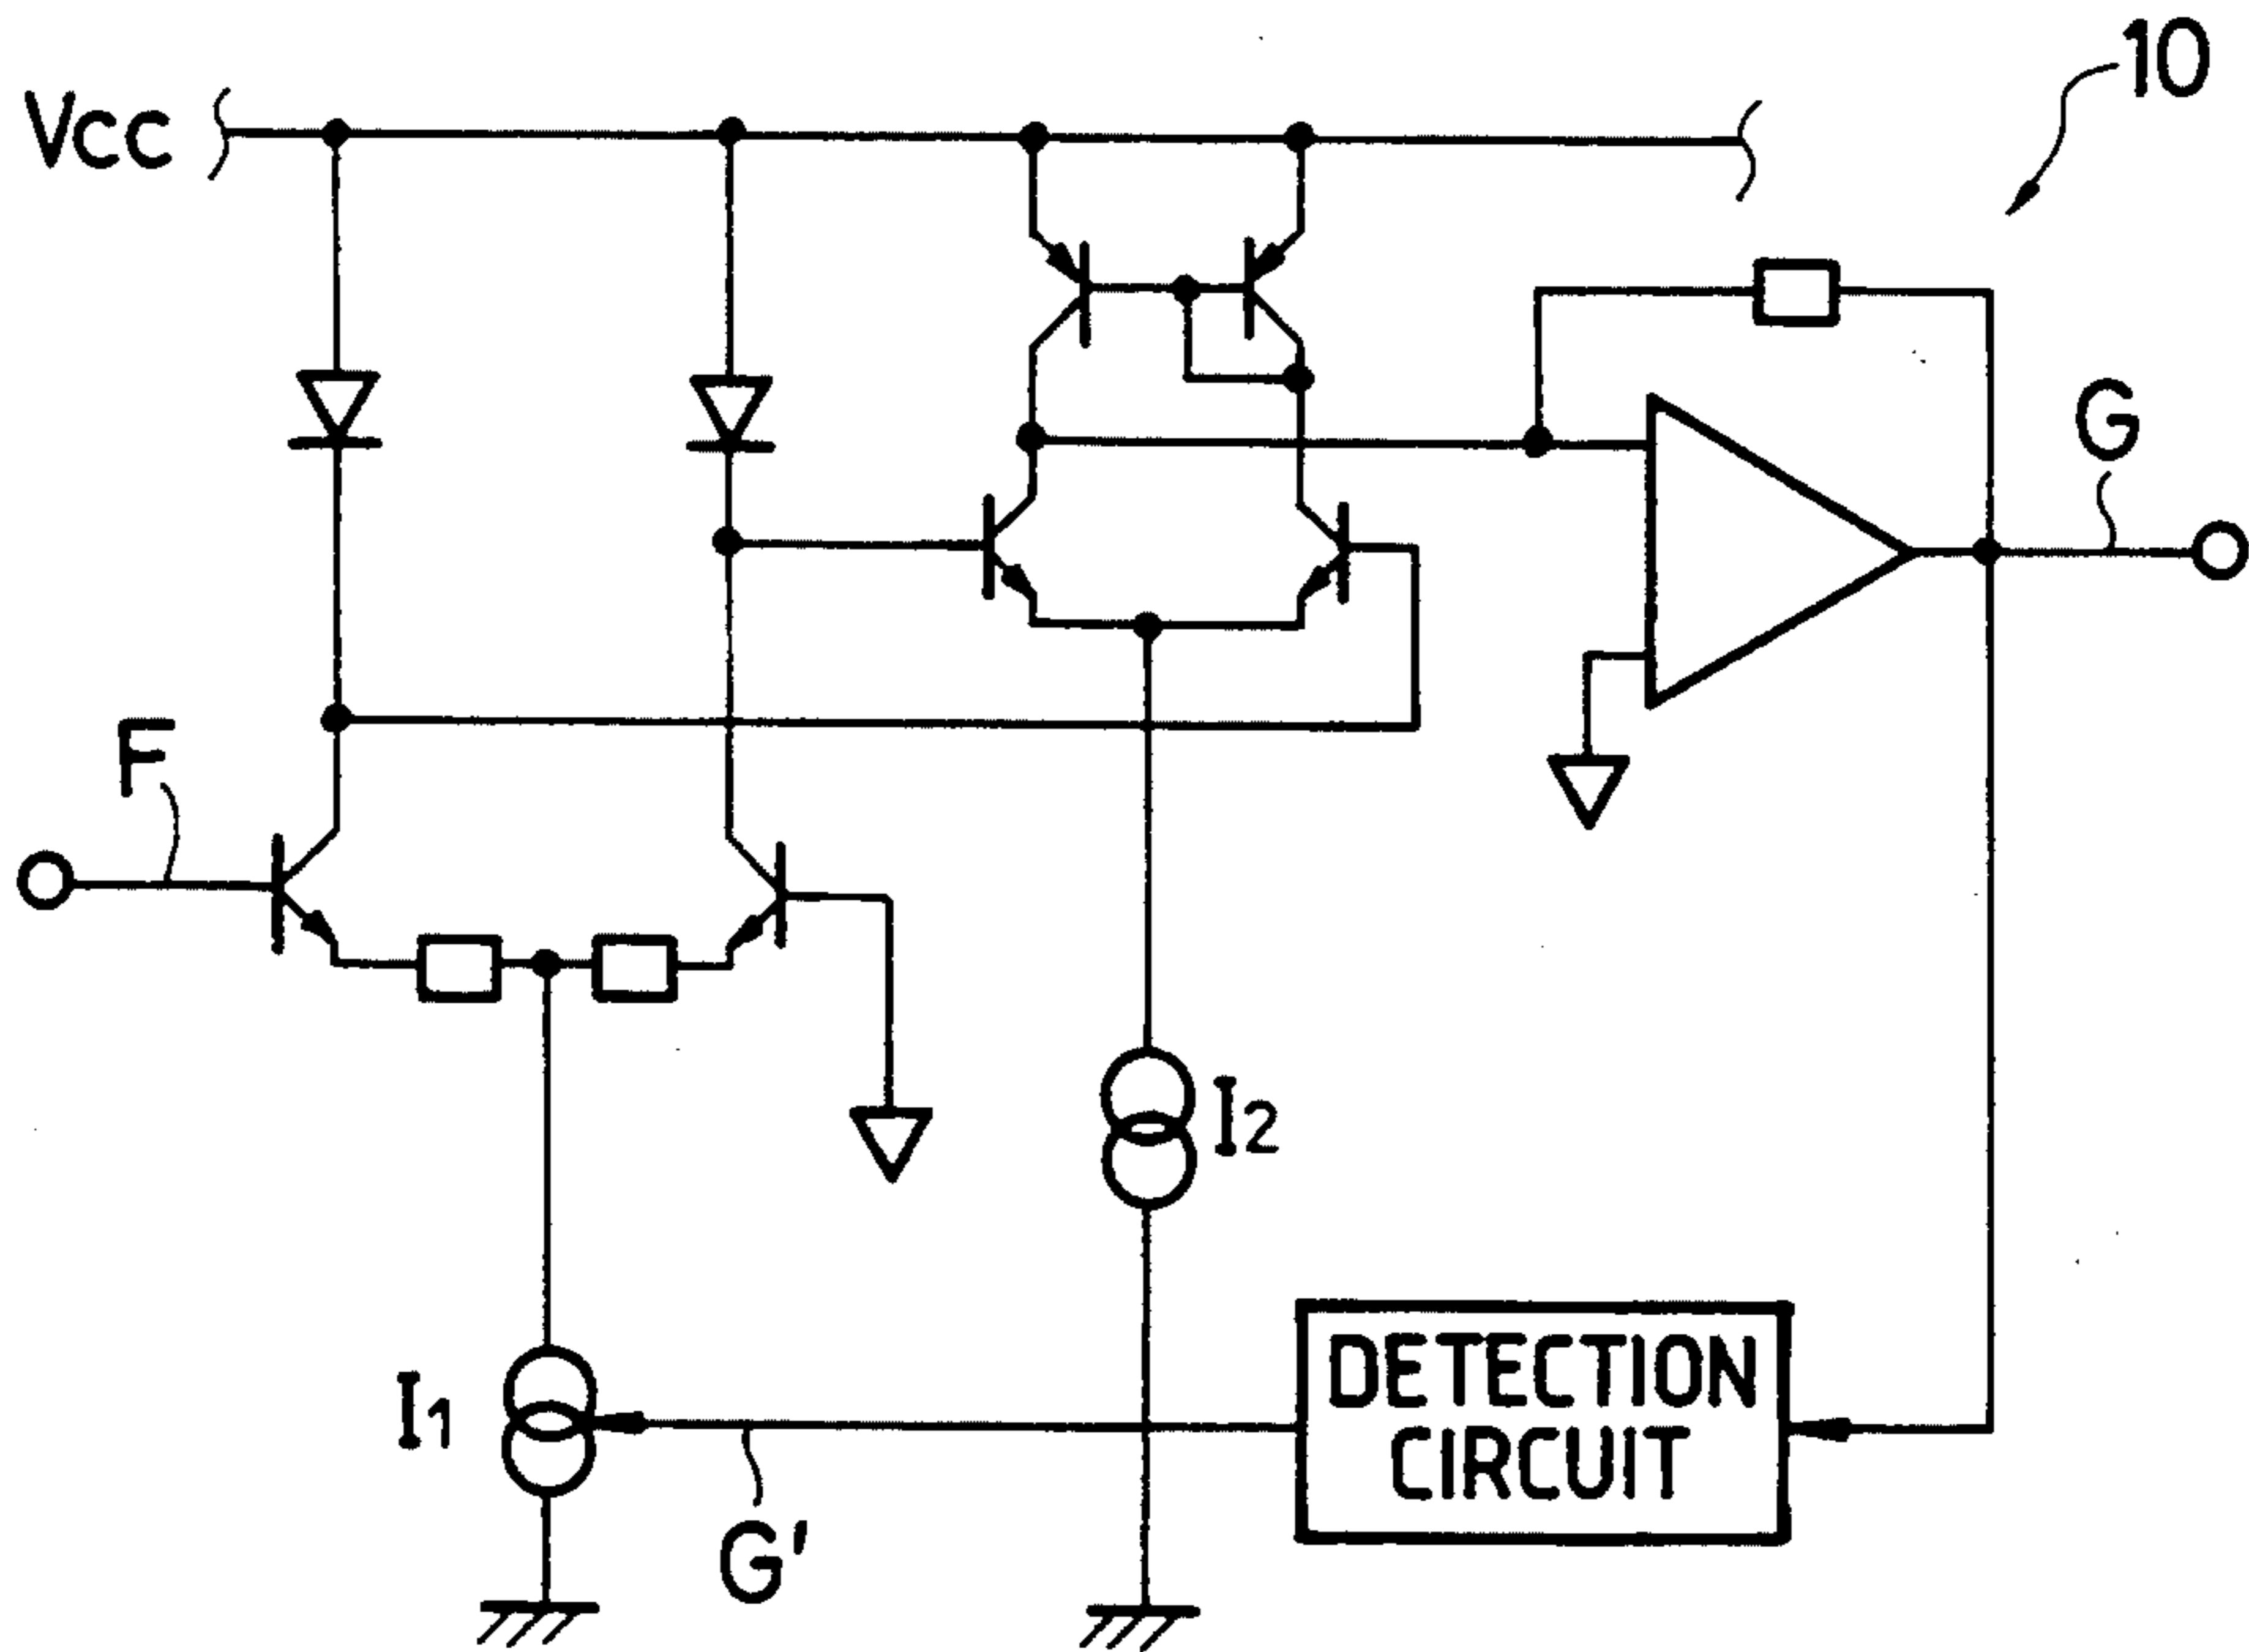 10
Vcc
G
F
I2
DETECTION
CIRCUIT
I1
G'